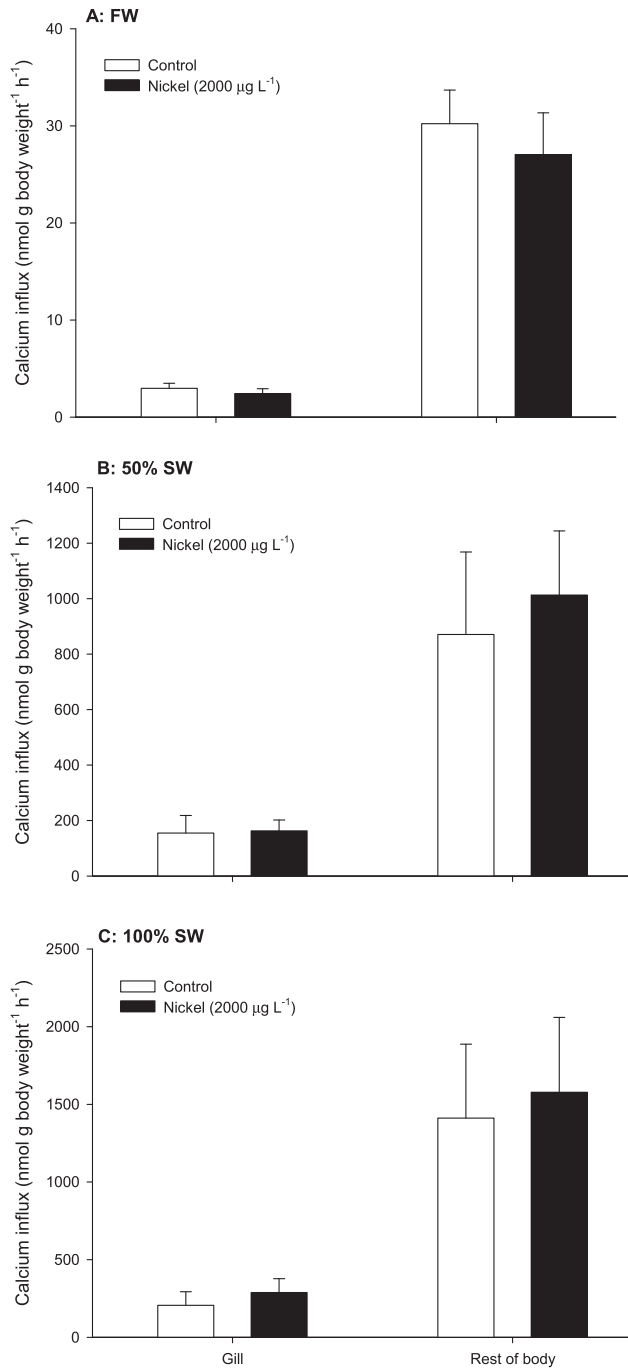 A: FW
Calcium influx (nmol g body weight⁻¹ h⁻¹)
40
30
20
10
0
Control
Nickel (2000 μg L⁻¹)
B: 50% SW
Calcium influx (nmol g body weight⁻¹ h⁻¹)
1400
1200
1000
800
600
400
200
0
Control
Nickel (2000 μg L⁻¹)
C: 100% SW
Calcium influx (nmol g body weight⁻¹ h⁻¹)
2500
2000
1500
1000
500
0
Control
Nickel (2000 μg L⁻¹)
Gill Rest of body